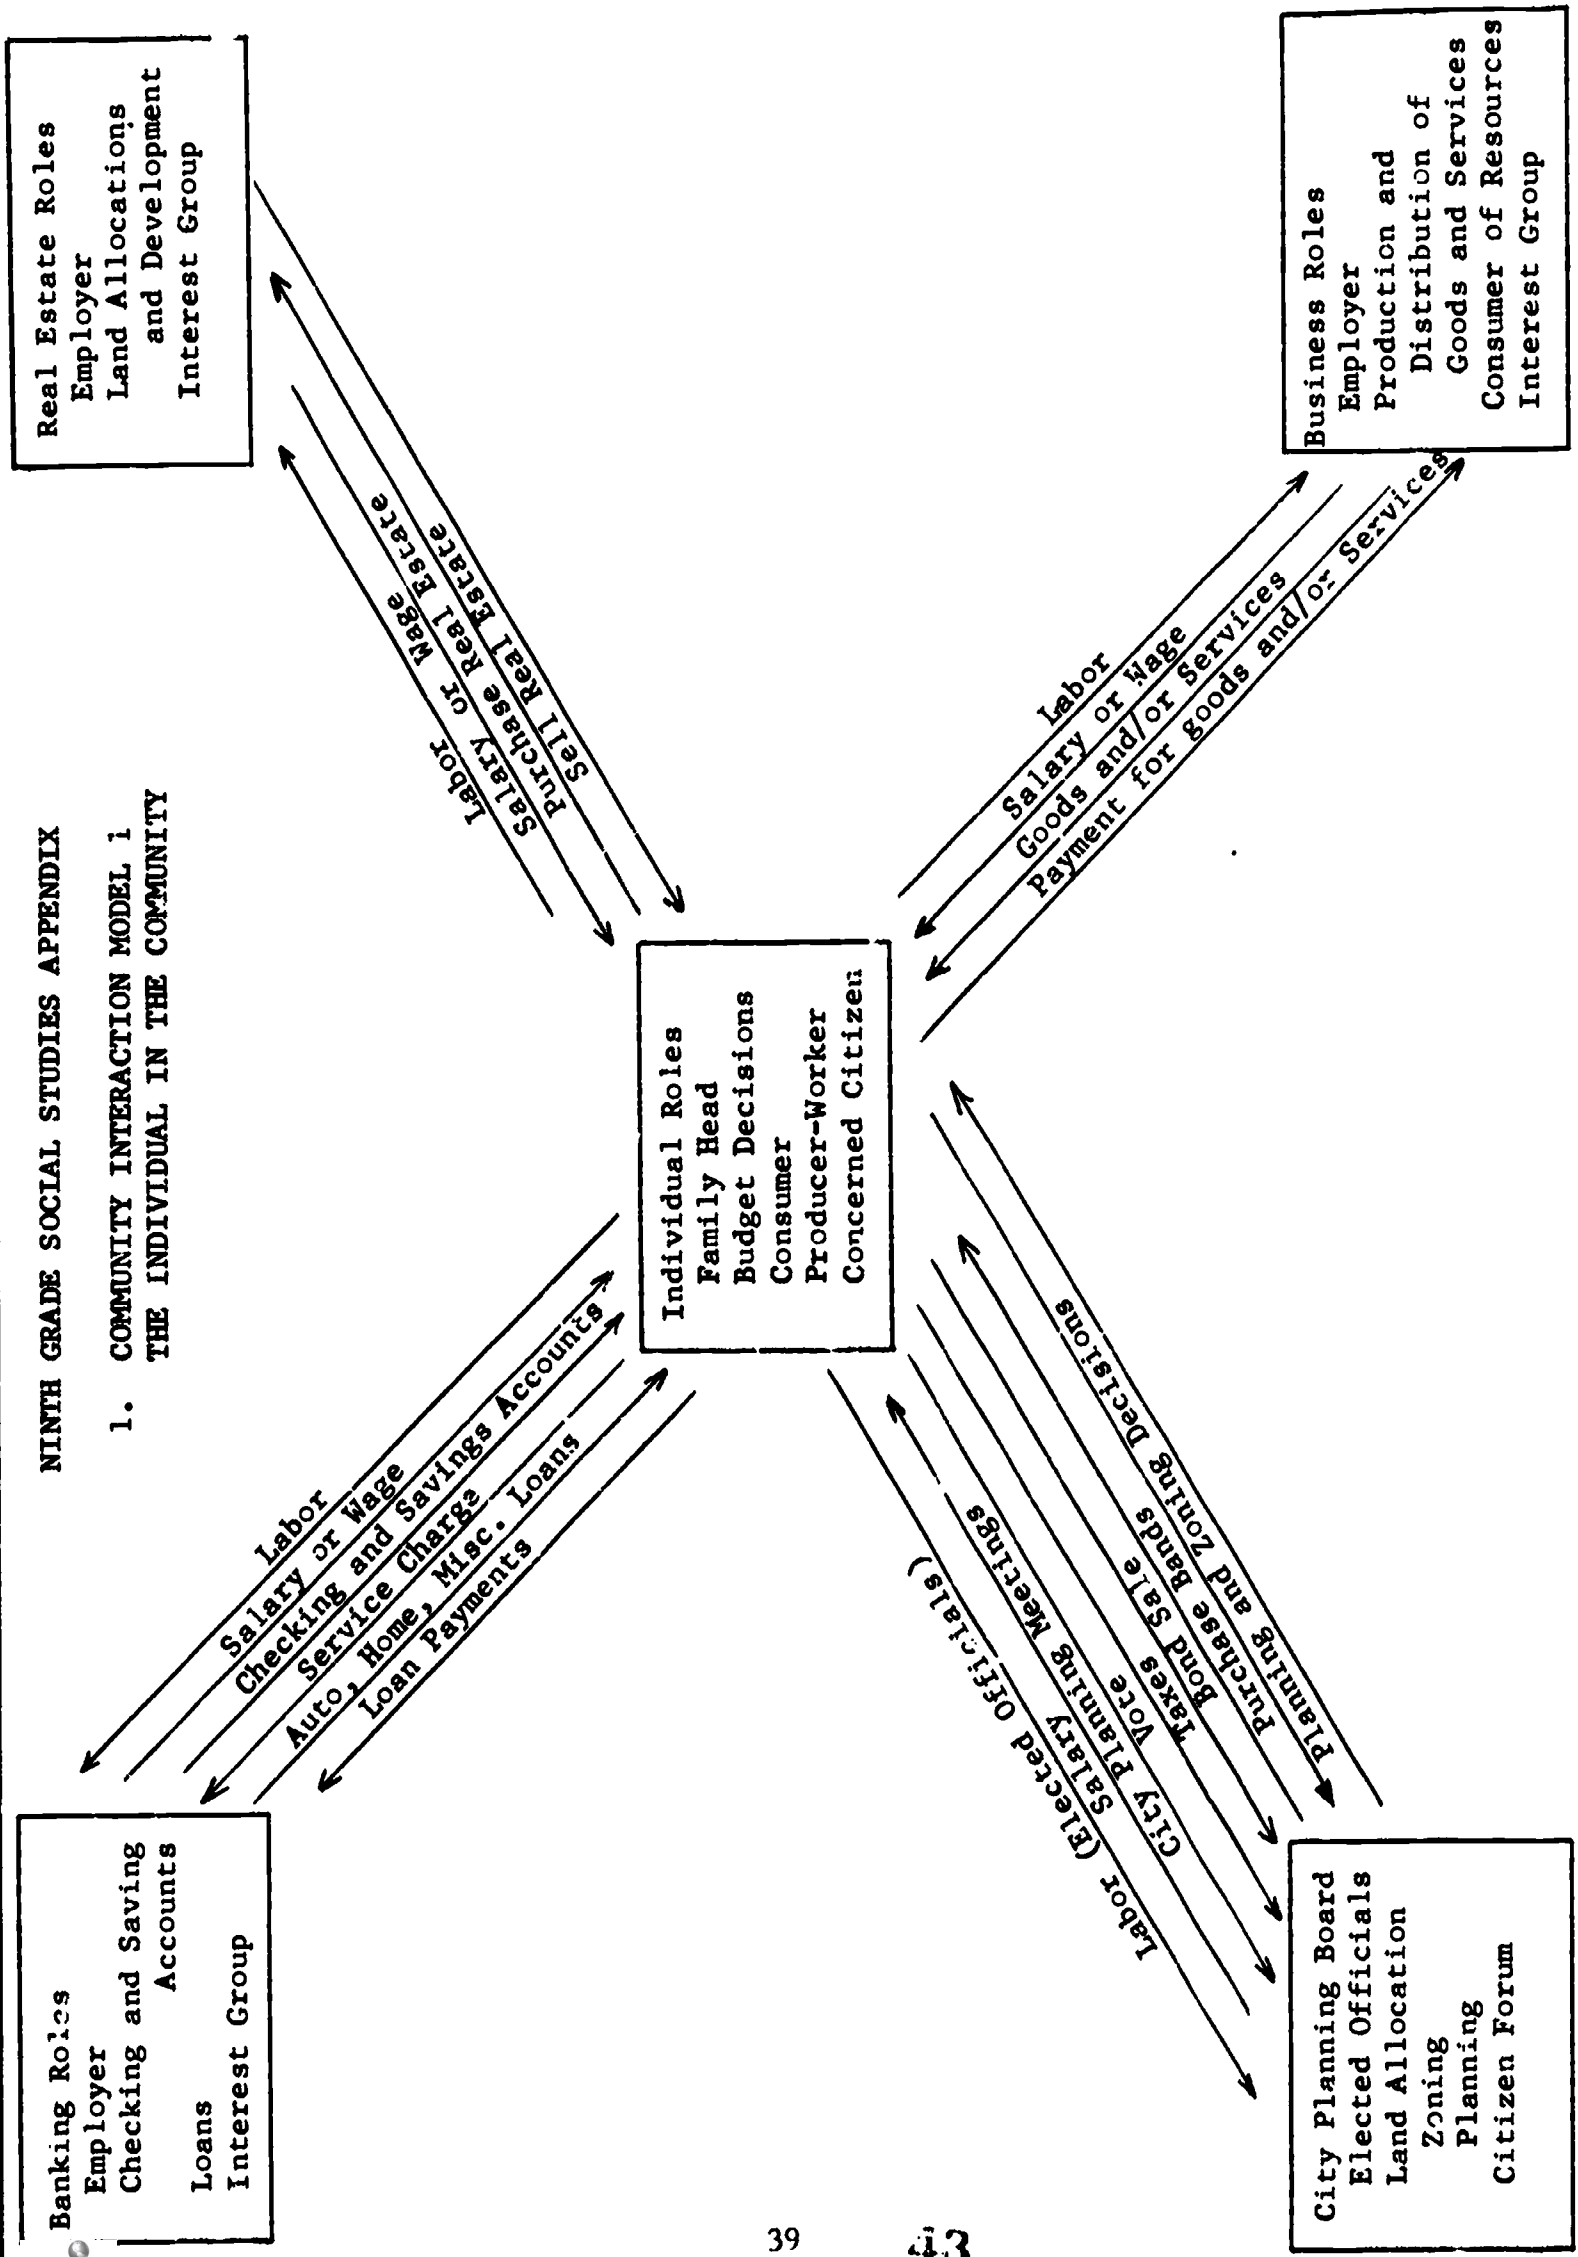 NINTH GRADE SOCIAL STUDIES APPENDIX
1. COMMUNITY INTERACTION MODEL 1
THE INDIVIDUAL IN THE COMMUNITY
Banking Roles
Employer
Checking and Saving
Accounts
Loans
Interest Group
Real Estate Roles
Employer
Land Allocations
and Development
Interest Group
Labor
Salary or Wage
Checking and Savings Accounts
Service Charge
Auto, Home, Misc. Loans
Loan Payments
Labor
Salary or Wage
Purchase Real Estate
Sell Real Estate
Individual Roles
Family Head
Budget Decisions
Consumer
Producer-Worker
Concerned Citizen
Labor (Elected Officials)
Salary
City Planning Meetings
Vote
Taxes
Bond Sale
Purchase Bands
Planning and Zoning Decisions
Labor
Salary or Wage
Goods and/or Services
Payment for goods and/or Services
City Planning Board
Elected Officials
Land Allocation
Zoning
Planning
Citizen Forum
Business Roles
Employer
Production and
Distribution of
Goods and Services
Consumer of Resources
Interest Group
39
43